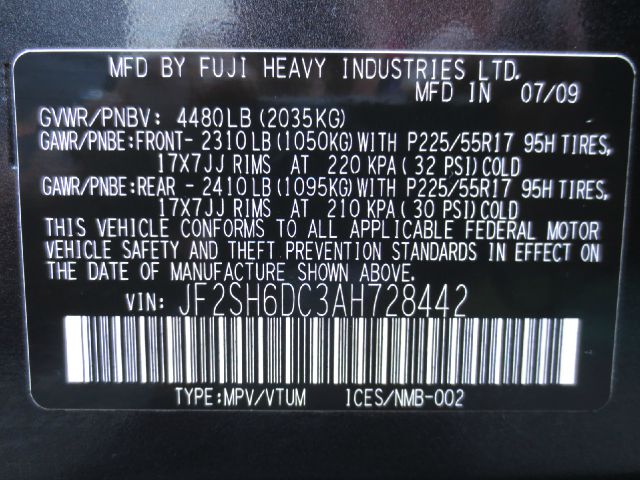 MFD BY FUJI HEAVY INDUSTRIES LTD.
MFD IN 07/09
GVWR/PNBV: 4480LB(2035KG)
GAWR/PNBE:FRONT- 2310LB(1050KG)WITH P225/55R17 95H TIRES,
17X7JJ RIMS AT 220 KPA(32 PSI)COLD
GAWR/PNBE:REAR - 2410LB(1095KG)WITH P225/55R17 95H TIRES,
17X7JJ RIMS AT 210 KPA(30 PSI)COLD
THIS VEHICLE CONFORMS TO ALL APPLICABLE FEDERAL MOTOR
VEHICLE SAFETY AND THEFT PREVENTION STANDARDS IN EFFECT ON
THE DATE OF MANUFACTURE SHOWN ABOVE.
VIN: JF2SH6DC3AH728442
TYPE:MPV/VTUM ICES/NMB-002